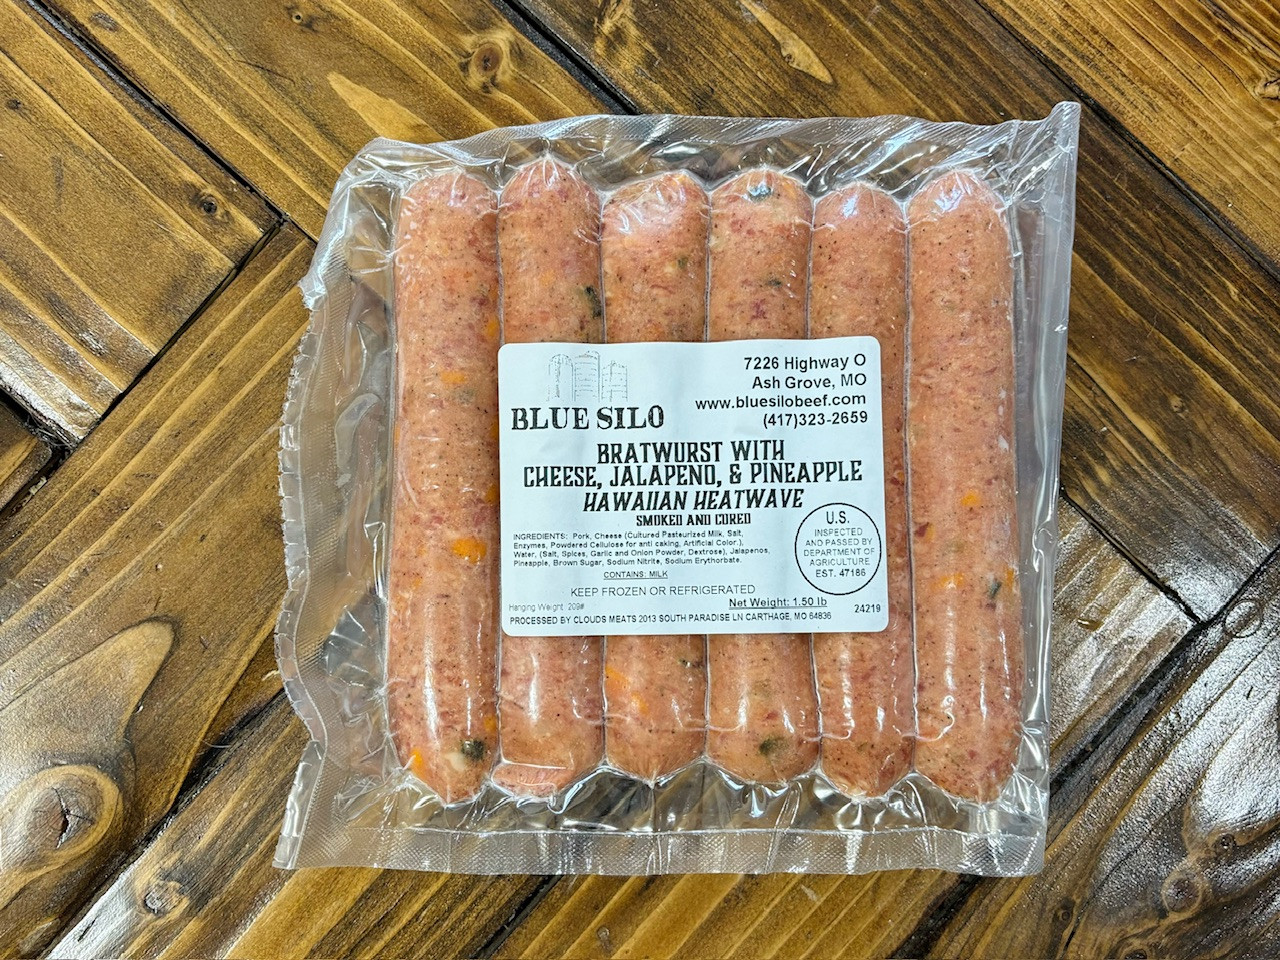 BLUE SILO
7226 Highway O
Ash Grove, MO
www.bluesilobeef.com
(417)323-2659
BRATWURST WITH
CHEESE, JALAPENO, & PINEAPPLE
HAWAIIAN HEATWAVE
SMOKED AND CURED
INGREDIENTS: Pork, Cheese (Cultured Pasteurized Milk, Salt,
Enzymes, Powdered Cellulose for anti caking, Artificial Color.),
Water, (Salt, Spices, Garlic and Onion Powder, Dextrose), Jalapenos,
Pineapple, Brown Sugar, Sodium Nitrite, Sodium Erythorbate.
CONTAINS: MILK
U.S.
INSPECTED
AND PASSED BY
DEPARTMENT OF
AGRICULTURE
EST. 47186
KEEP FROZEN OR REFRIGERATED
Hanging Weight: 209#
Net Weight: 1.50 lb
24219
PROCESSED BY CLOUDS MEATS 2013 SOUTH PARADISE LN CARTHAGE, MO 64836